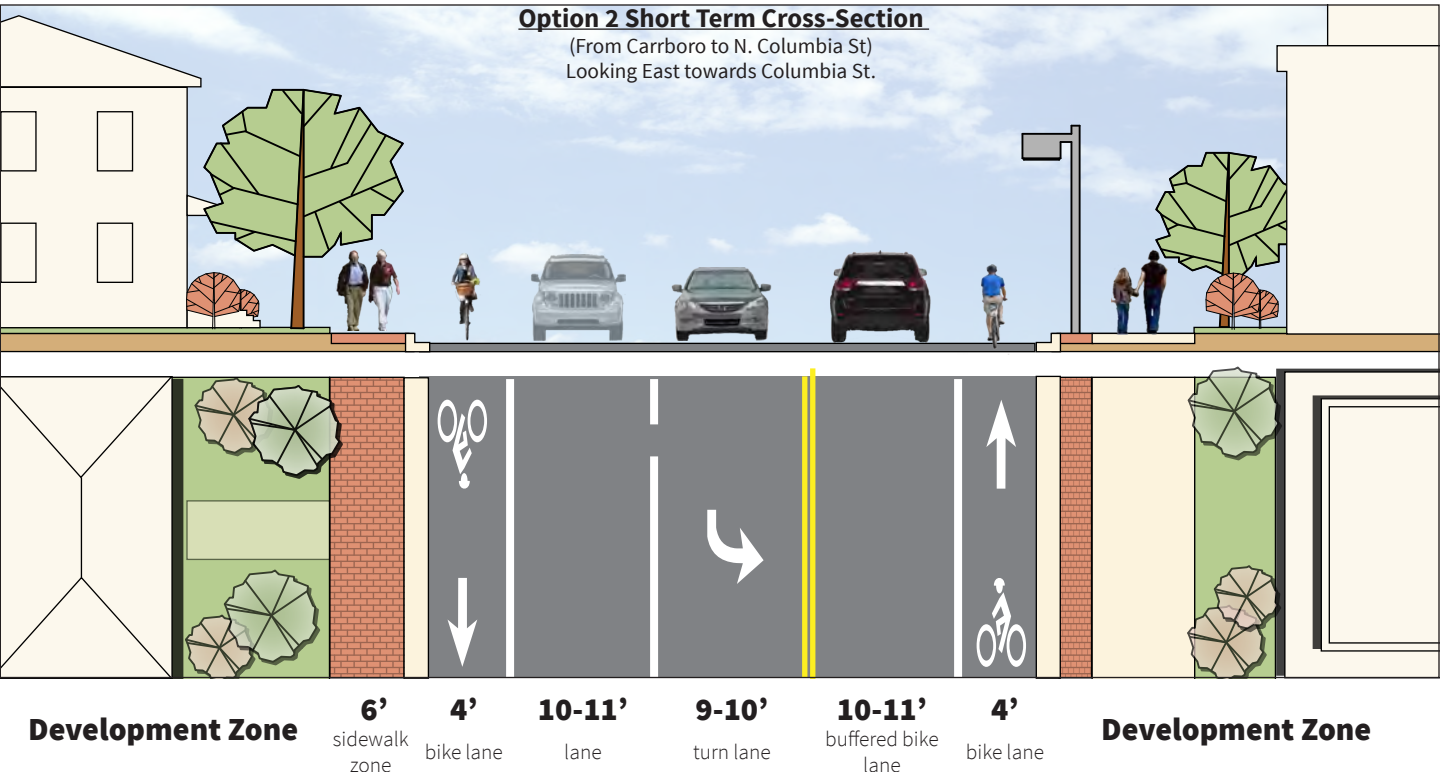 Option 2 Short Term Cross-Section
(From Carrboro to N. Columbia St)
Looking East towards Columbia St.
Development Zone
6’
sidewalk
zone
4’
bike lane
10-11’
lane
9-10’
turn lane
10-11’
buffered bike
lane
4’
bike lane
Development Zone